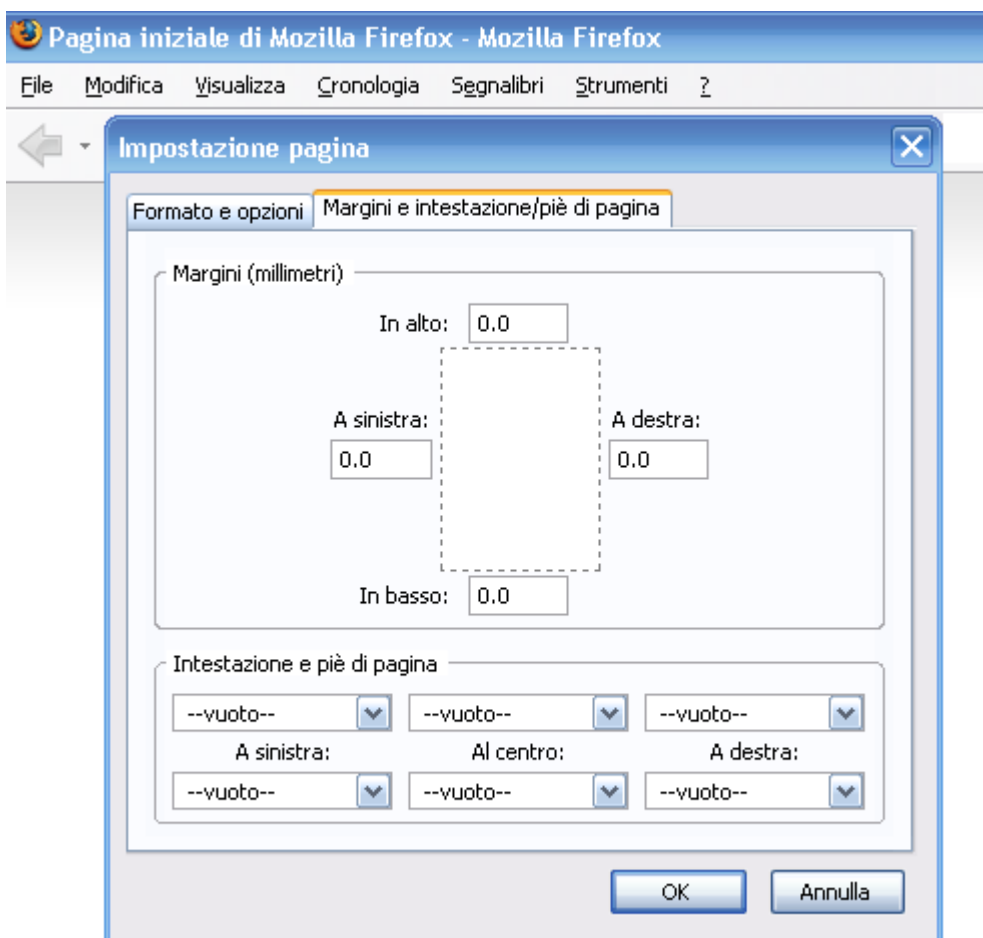 Pagina iniziale di Mozilla Firefox - Mozilla Firefox
File Modifica Visualizza Cronologia Segnalibri Strumenti ?
Impostazione pagina
Formato e opzioni Margini e intestazione/piè di pagina
Margini (millimetri)
In alto: 0.0
A sinistra: A destra:
0.0 0.0
In basso: 0.0
Intestazione e piè di pagina
--vuoto-- --vuoto-- --vuoto--
A sinistra: Al centro: A destra:
--vuoto-- --vuoto-- --vuoto--
OK Annulla